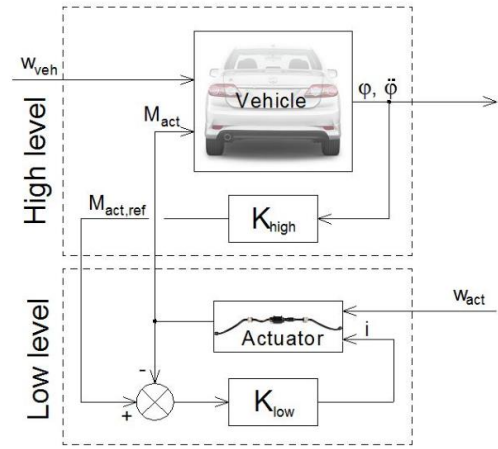 w_veh
Vehicle
φ, φ̈
M_act
High level
M_act,ref
K_high
w_act
Actuator
i
Low level
-
+
K_low